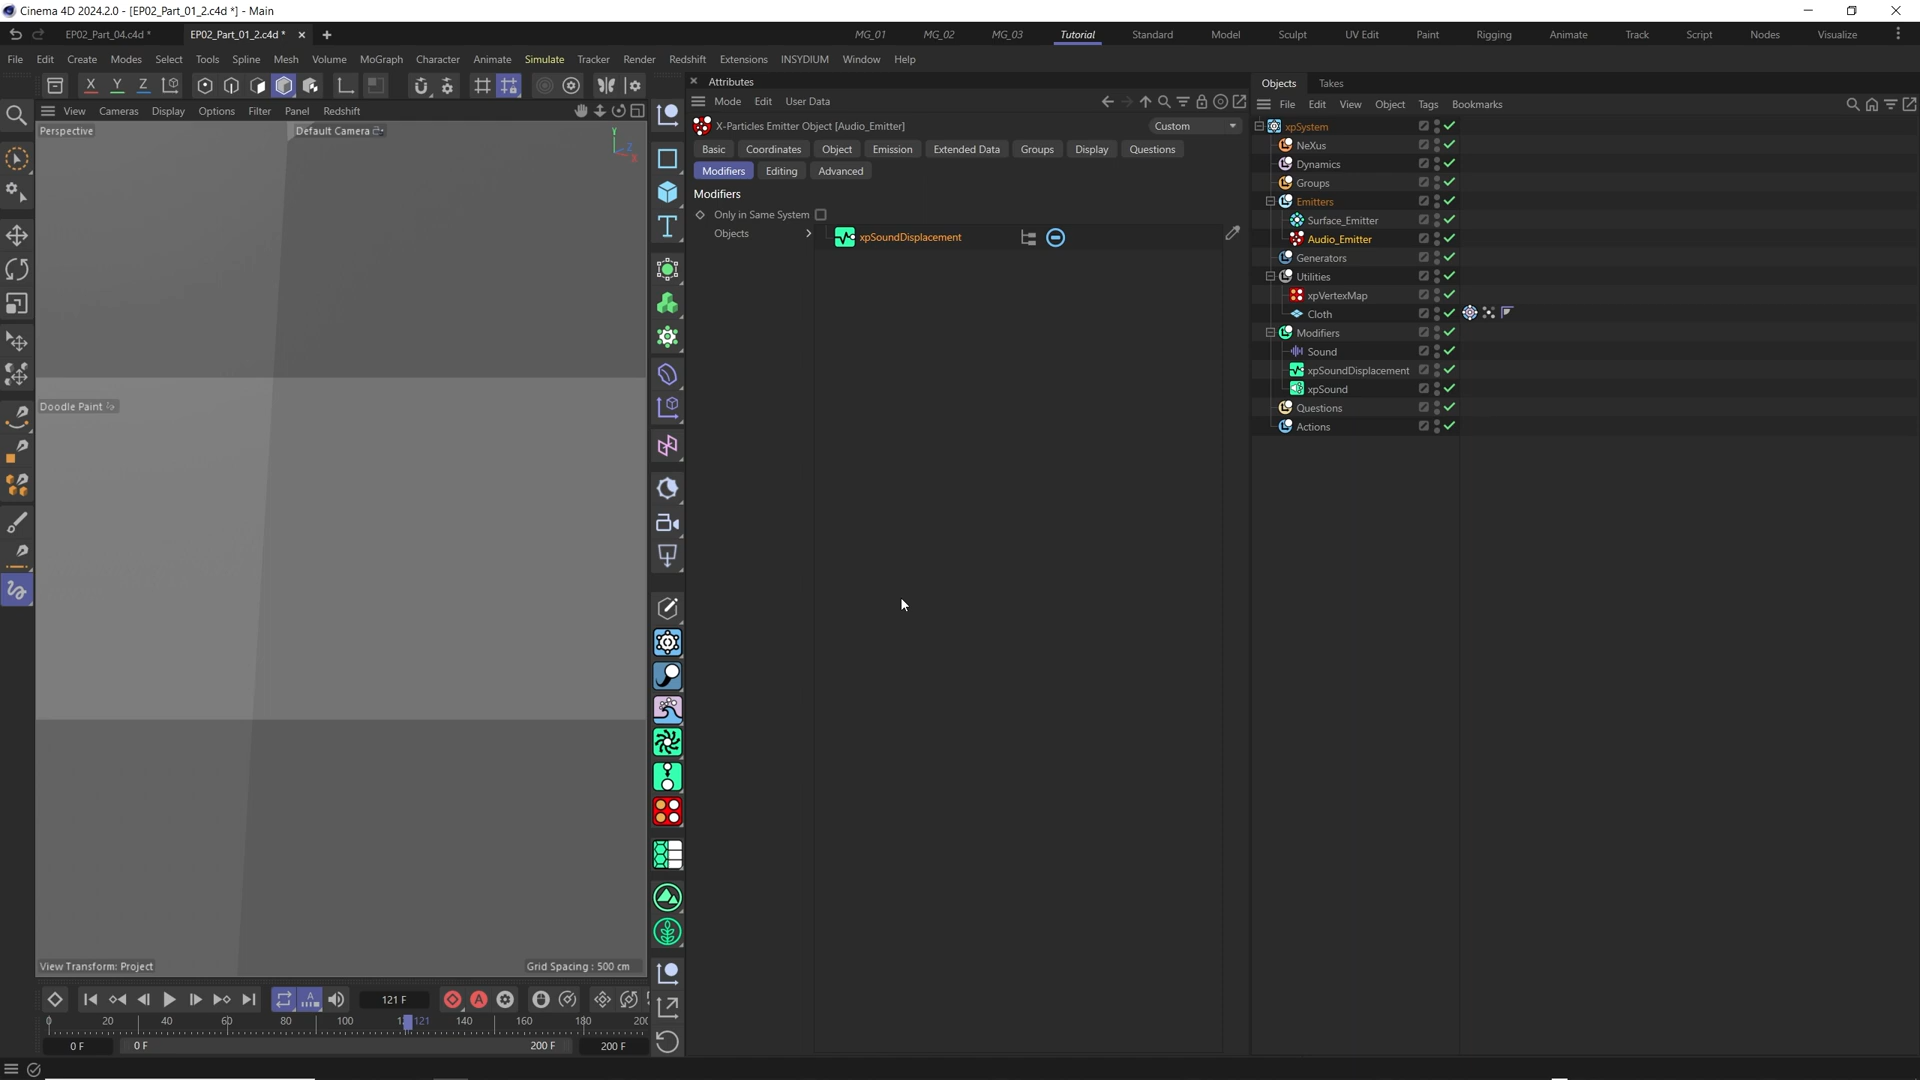 Cinema 4D 2024.2.0 - [EP02_Part_01_2.c4d *] - Main
EP02_Part_04.c4d *
EP02_Part_01_2.c4d *
MG_01
MG_02
MG_03
Tutorial
Standard
Model
Sculpt
UV Edit
Paint
Rigging
Animate
Track
Script
Nodes
Visualize
File Edit Create Modes Select Tools Spline Mesh Volume MoGraph Character Animate Simulate Tracker Render Redshift Extensions INSYDIUM Window Help
X Y Z
Attributes
Objects Takes
View Cameras Display Options Filter Panel Redshift
Mode Edit User Data
File Edit View Object Tags Bookmarks
Perspective
Default Camera
Y
Z
X
X-Particles Emitter Object [Audio_Emitter]
Custom
Basic Coordinates Object Emission Extended Data Groups Display Questions
Modifiers Editing Advanced
Modifiers
Only in Same System
Objects
xpSoundDisplacement
xpSystem
NeXus
Dynamics
Groups
Emitters
Surface_Emitter
Audio_Emitter
Generators
Utilities
xpVertexMap
Cloth
Modifiers
Sound
xpSoundDisplacement
xpSound
Questions
Actions
Doodle Paint
View Transform: Project
Grid Spacing : 500 cm
121 F
0 20 40 60 80 100 121 140 160 180
0 F
0 F
200 F
200 F